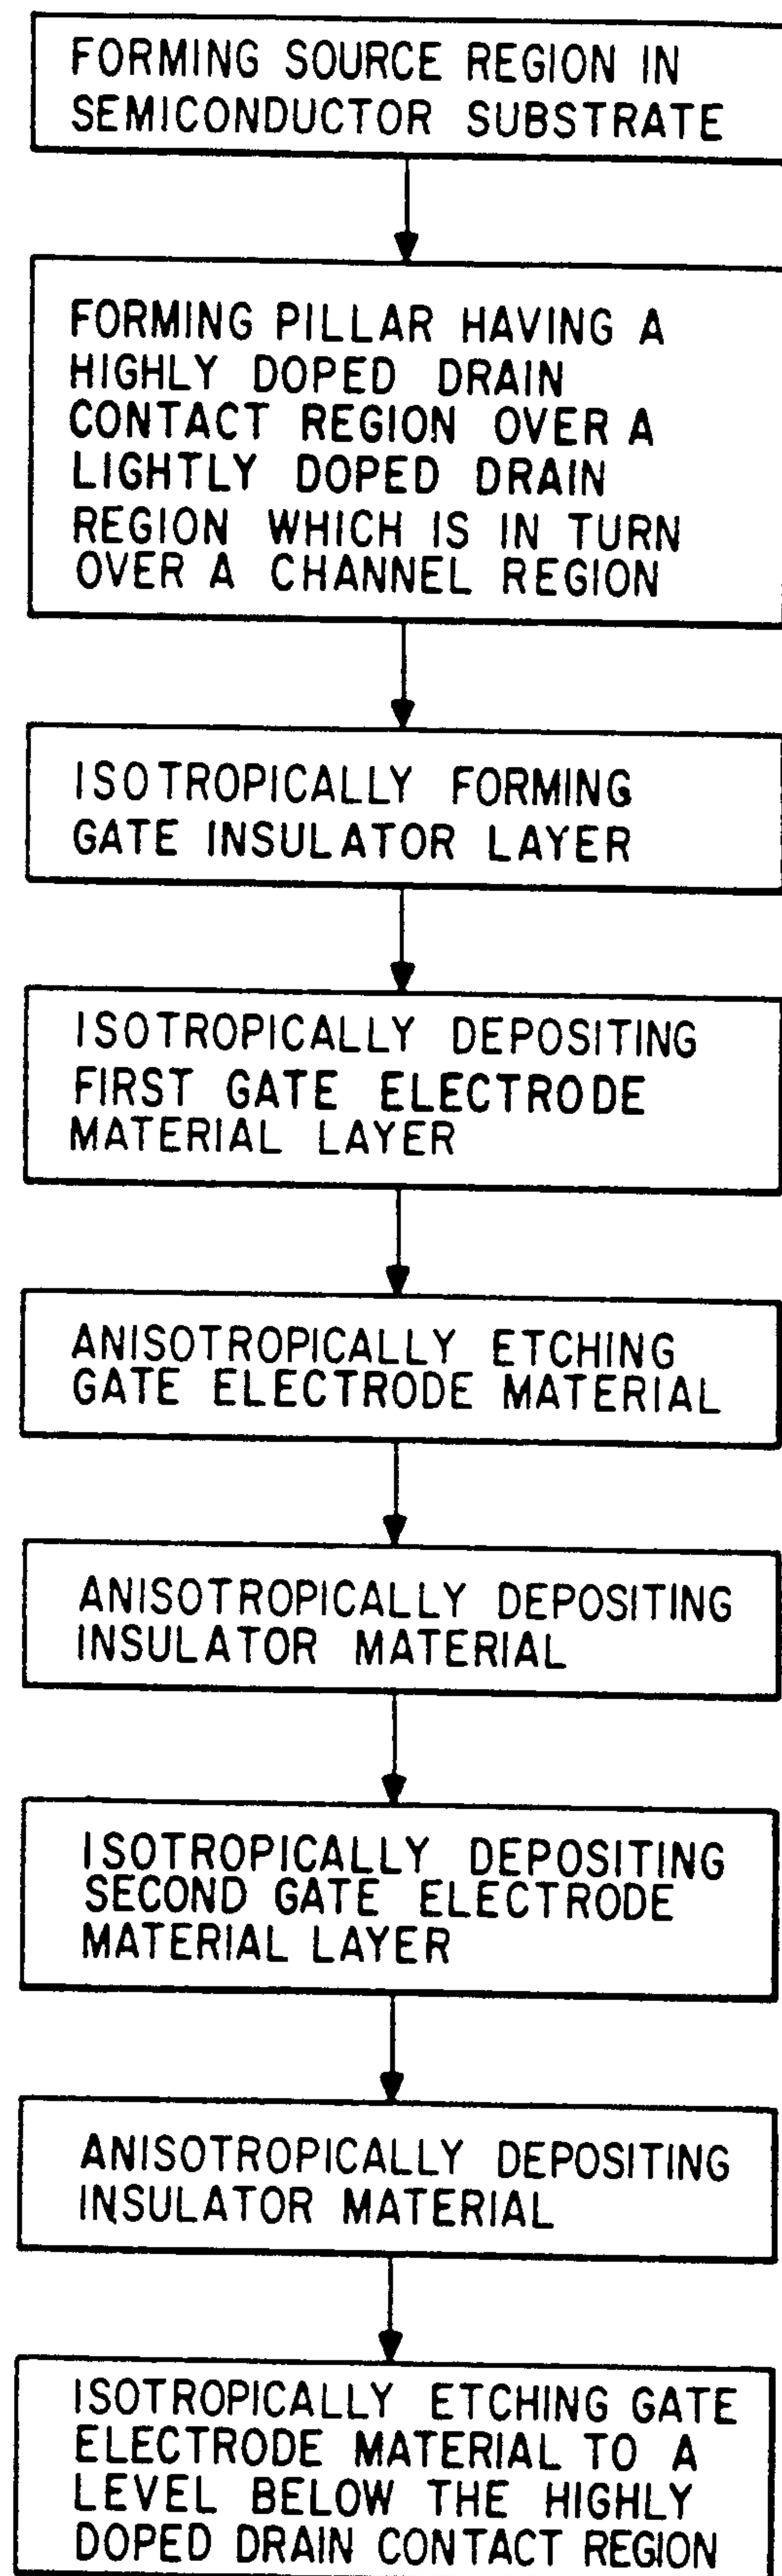 FORMING SOURCE REGION IN
SEMICONDUCTOR SUBSTRATE
FORMING PILLAR HAVING A
HIGHLY DOPED DRAIN
CONTACT REGION OVER A
LIGHTLY DOPED DRAIN
REGION WHICH IS IN TURN
OVER A CHANNEL REGION
ISOTROPICALLY FORMING
GATE INSULATOR LAYER
ISOTROPICALLY DEPOSITING
FIRST GATE ELECTRODE
MATERIAL LAYER
ANISOTROPICALLY ETCHING
GATE ELECTRODE MATERIAL
ANISOTROPICALLY DEPOSITING
INSULATOR MATERIAL
ISOTROPICALLY DEPOSITING
SECOND GATE ELECTRODE
MATERIAL LAYER
ANISOTROPICALLY DEPOSITING
INSULATOR MATERIAL
ISOTROPICALLY ETCHING GATE
ELECTRODE MATERIAL TO A
LEVEL BELOW THE HIGHLY
DOPED DRAIN CONTACT REGION